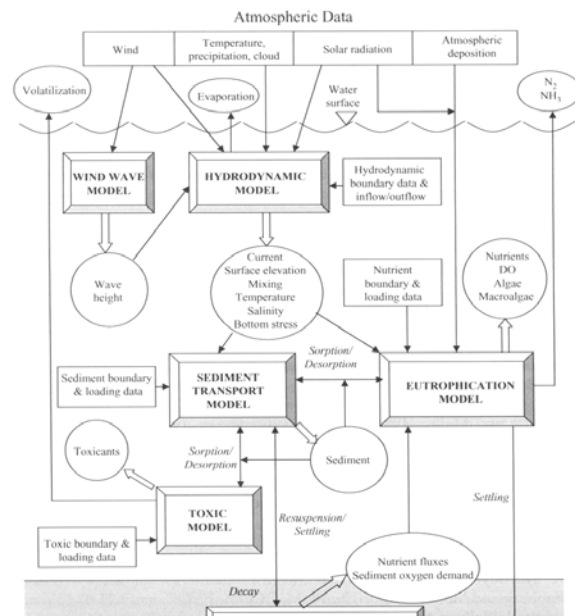 Atmospheric Data
Wind
Temperature,
precipitation, cloud
Solar radiation
Atmospheric
deposition
Volatilization
Evaporation
Water
surface
N2
NH3
WIND WAVE
MODEL
HYDRODYNAMIC
MODEL
Hydrodynamic
boundary data &
inflow/outflow
Wave
height
Current
Surface elevation
Mixing
Temperature
Salinity
Bottom stress
Nutrient
boundary &
loading data
Nutrients
DO
Algae
Macroalgae
Sediment boundary
& loading data
SEDIMENT
TRANSPORT
MODEL
Sorption/
Desorption
EUTROPHICATION
MODEL
Toxicants
Sorption/
Desorption
Sediment
TOXIC
MODEL
Resuspension/
Settling
Settling
Toxic boundary &
loading data
Nutrient fluxes
Sediment oxygen demand
Decay